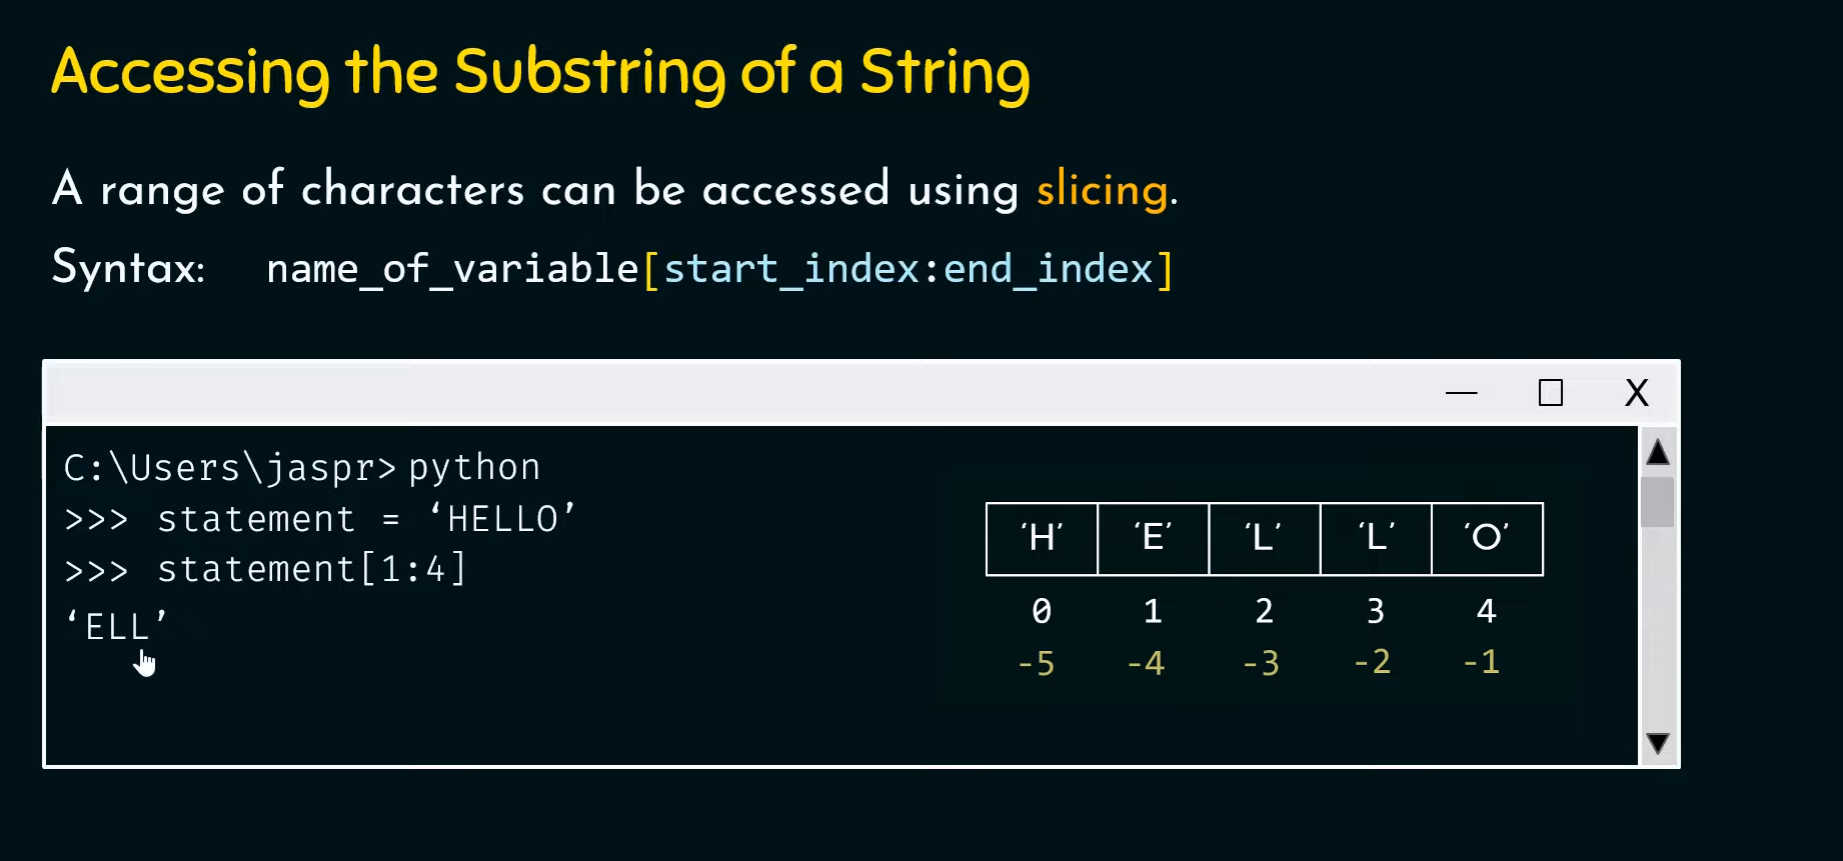 Accessing the Substring of a String
A range of characters can be accessed using slicing.
Syntax: name_of_variable[start_index:end_index]
— □ X
C:\Users\jaspr> python
>>> statement = ‘HELLO’
>>> statement[1:4]
‘ELL’
‘H’ ‘E’ ‘L’ ‘L’ ‘O’
0 1 2 3 4
-5 -4 -3 -2 -1